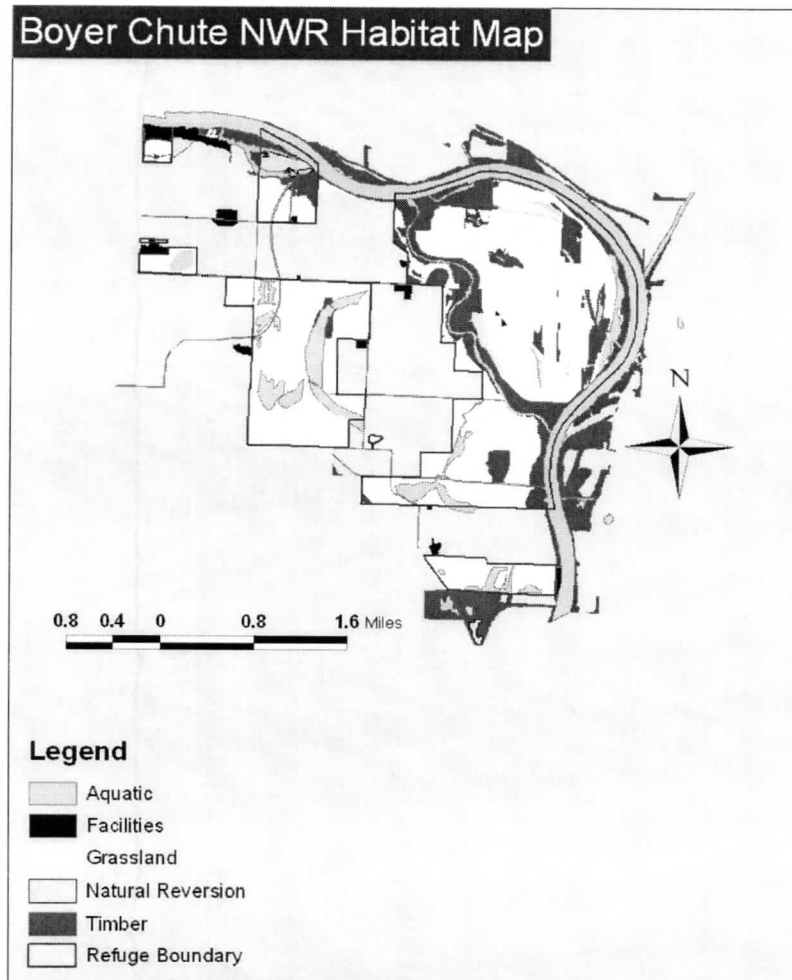 Boyer Chute NWR Habitat Map
N
0.8 0.4 0 0.8 1.6 Miles
Legend
Aquatic
Facilities
Grassland
Natural Reversion
Timber
Refuge Boundary